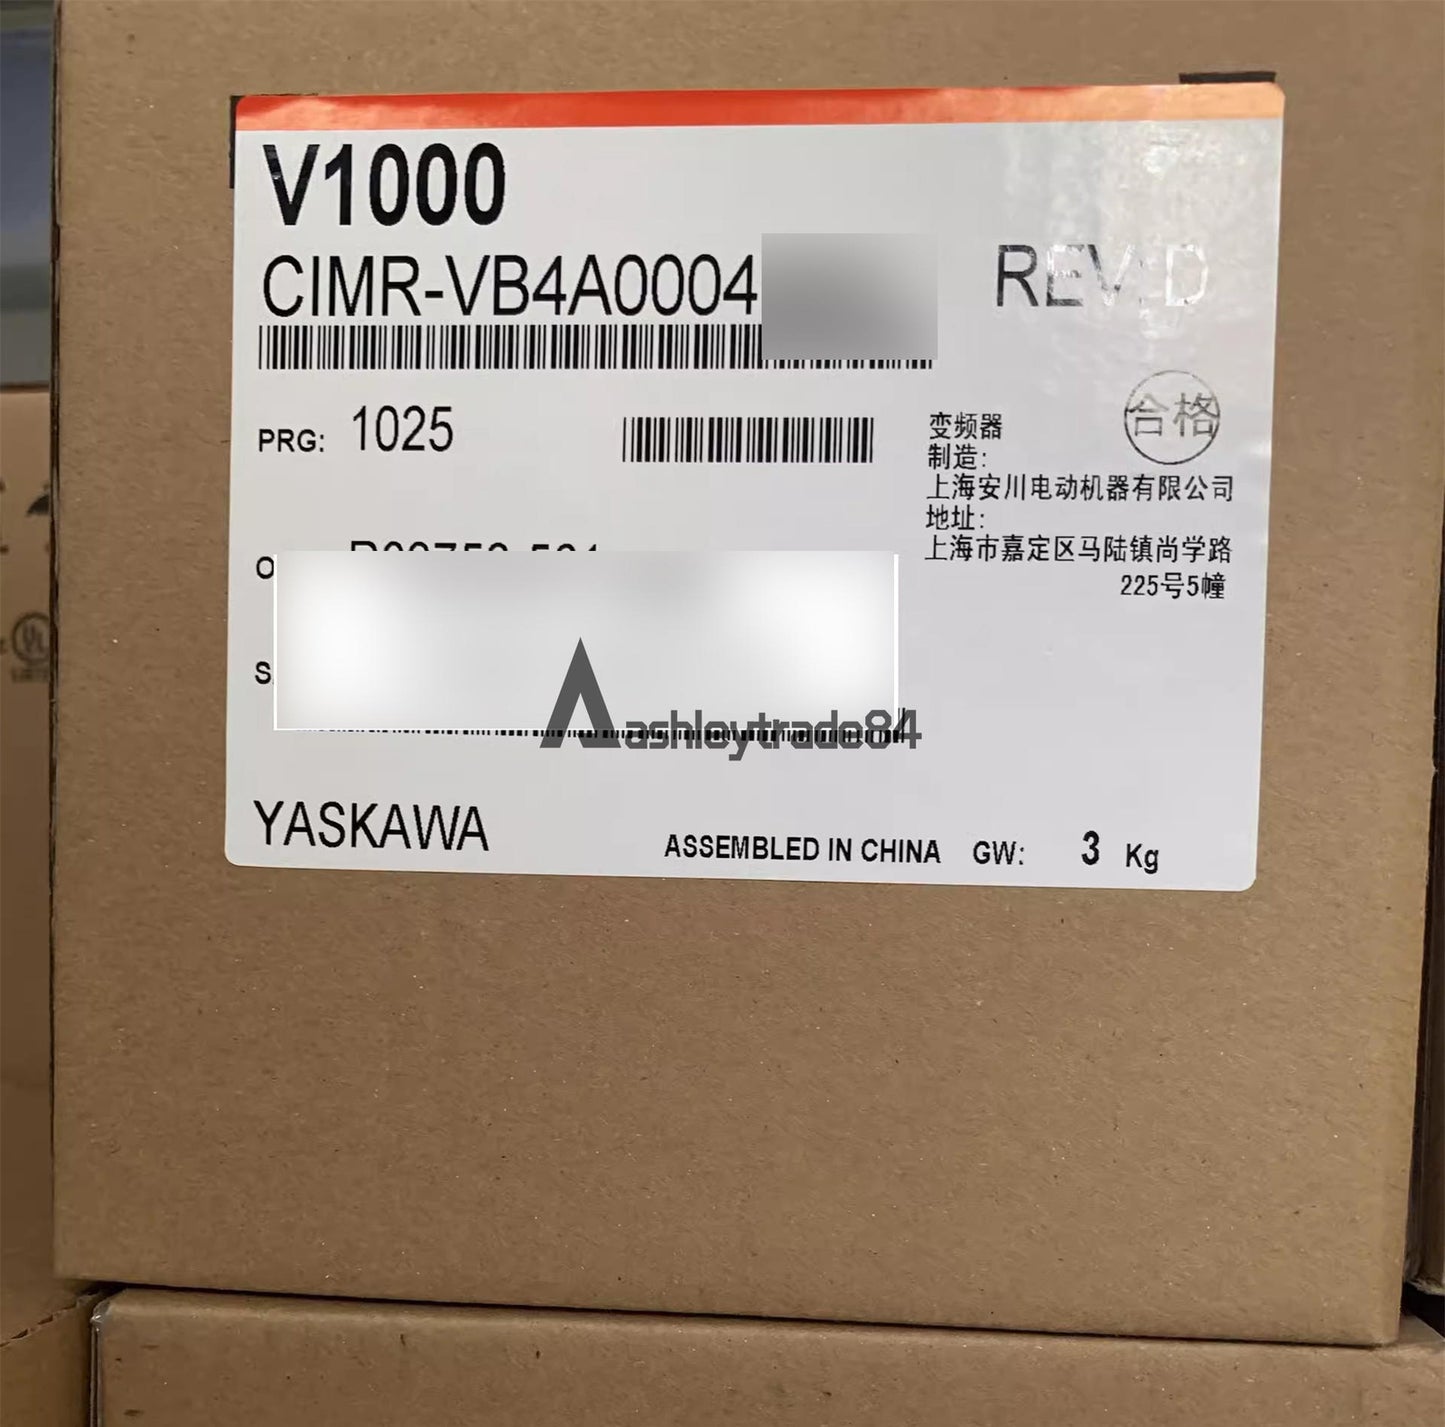 V1000
CIMR-VB4A0004
REV: D
PRG: 1025
合格
变频器
制造:
上海安川电动机器有限公司
地址:
上海市嘉定区马陆镇尚学路
225号5幢
ashleytrade84
YASKAWA
ASSEMBLED IN CHINA GW: 3 Kg